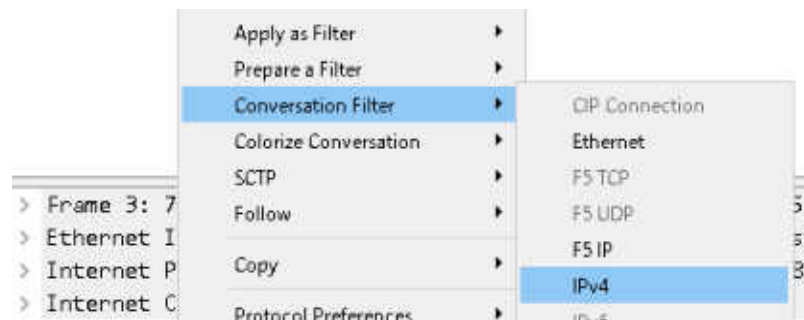 Apply as Filter
Prepare a Filter
Conversation Filter
Colorize Conversation
SCTP
Follow
Copy
Protocol Preferences
CIP Connection
Ethernet
F5 TCP
F5 UDP
F5 IP
IPv4
IPv6
> Frame 3: 7
> Ethernet I
> Internet P
> Internet C